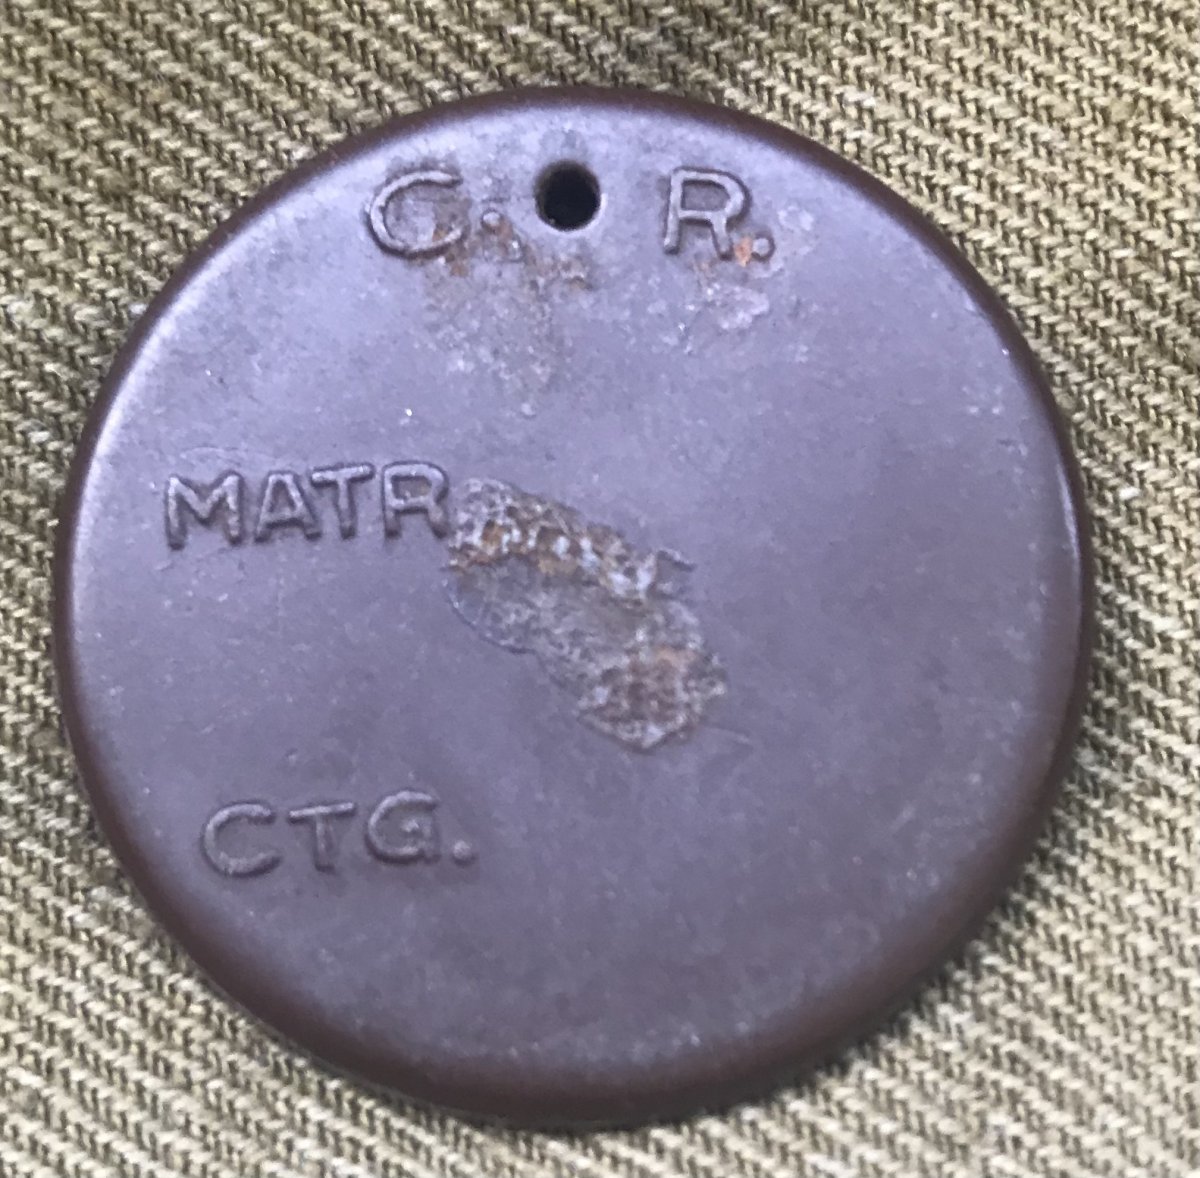 C. R.
MATR
CTG.